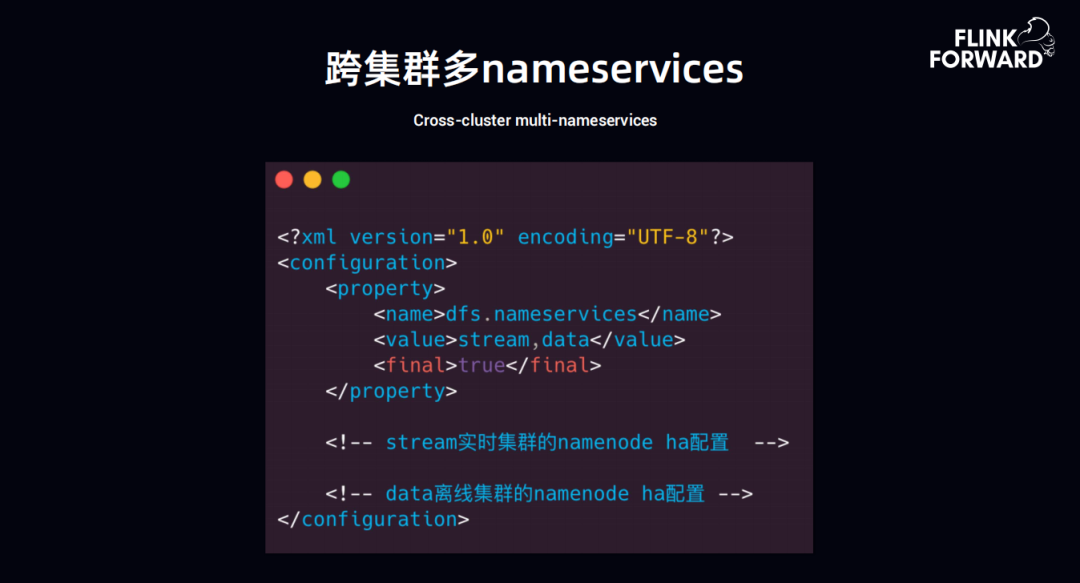 FLINK
FORWARD
跨集群多nameservices
Cross-cluster multi-nameservices
<?xml version="1.0" encoding="UTF-8"?>
<configuration>
    <property>
        <name>dfs.nameservices</name>
        <value>stream,data</value>
        <final>true</final>
    </property>
    <!-- stream实时集群的namenode ha配置  -->
    <!-- data离线集群的namenode ha配置 -->
</configuration>